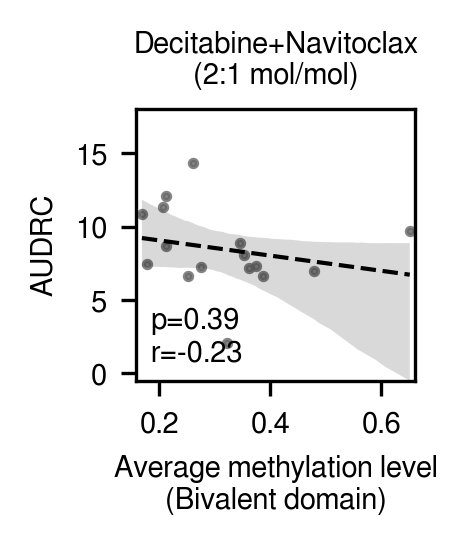 Decitabine+Navitoclax
(2:1 mol/mol)
15
10
5
0
AUDRC
p=0.39
r=-0.23
0.2 0.4 0.6
Average methylation level
(Bivalent domain)